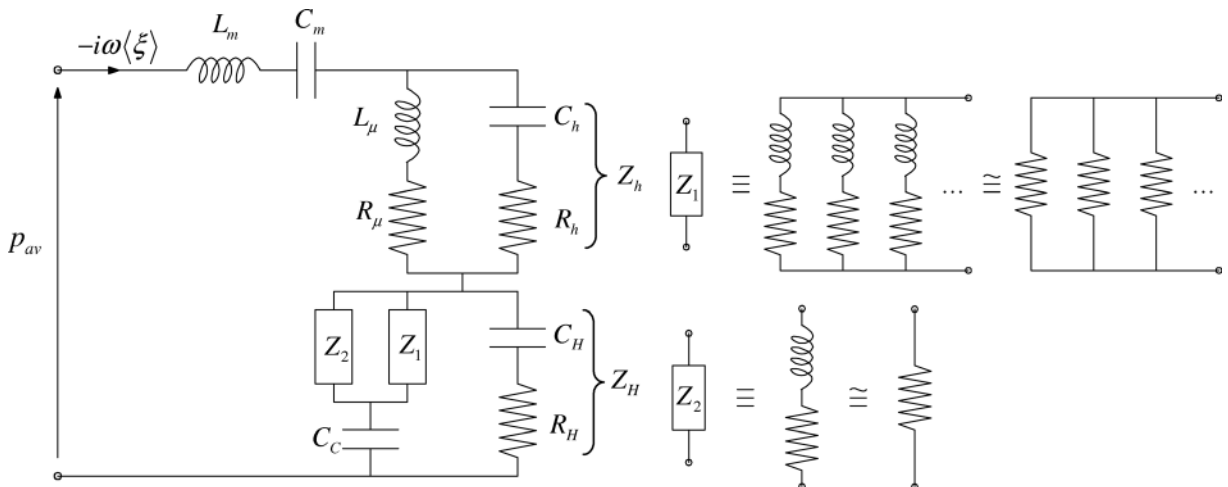 −iω⟨ξ⟩
L_m
C_m
L_μ
R_μ
C_h
R_h
Z_h
p_av
Z_2
Z_1
C_C
C_H
R_H
Z_H
Z_1
≡
...
≅
...
Z_2
≡
≅